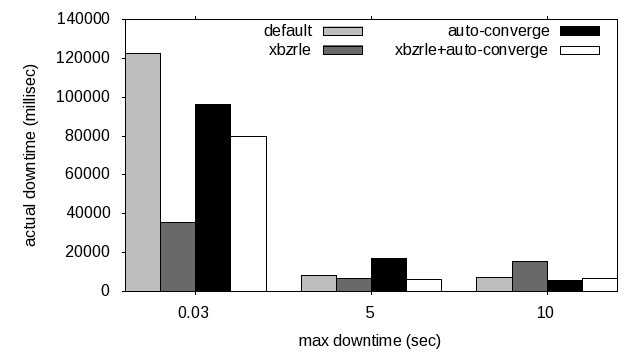 140000
120000
100000
80000
60000
40000
20000
0
actual downtime (millisec)
default
xbzrle
auto-converge
xbzrle+auto-converge
0.03
5
10
max downtime (sec)